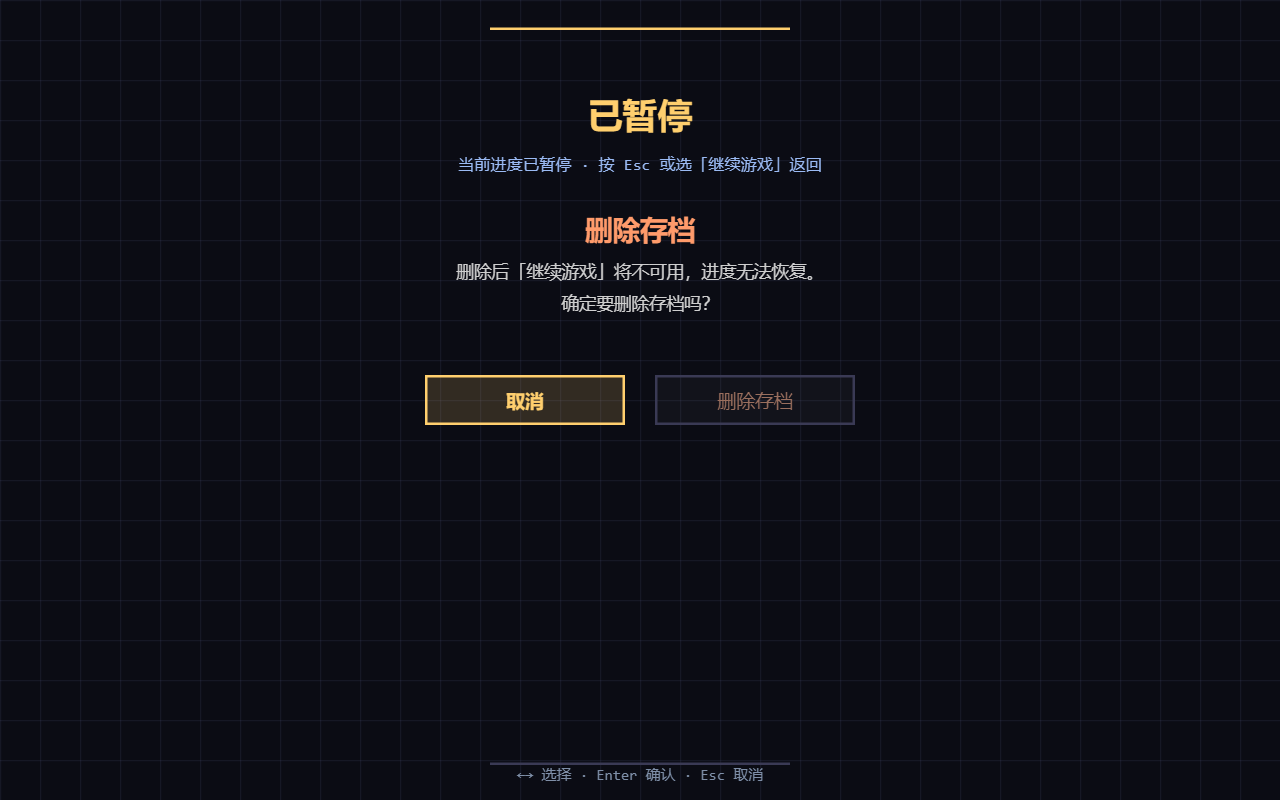 已暂停
当前进度已暂停 · 按 Esc 或选「继续游戏」返回
删除存档
删除后「继续游戏」将不可用，进度无法恢复。
确定要删除存档吗？
取消 删除存档
↔ 选择 · Enter 确认 · Esc 取消